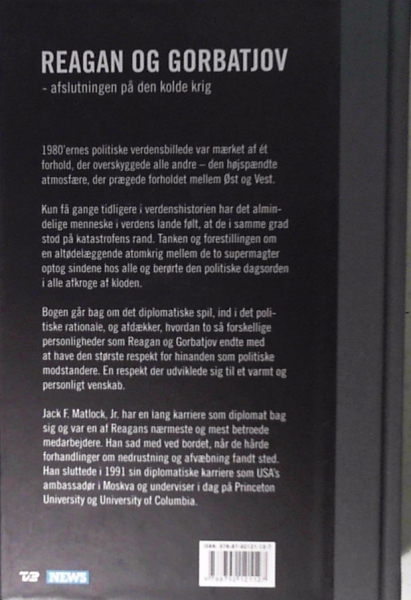 REAGAN OG GORBATJOV
- afslutningen på den kolde krig
1980'ernes politiske verdensbillede var mærket af ét
forhold, der overskyggede alle andre – den højspændte
atmosfære, der prægede forholdet mellem Øst og Vest.
Kun få gange tidligere i verdenshistorien har det almin-
delige menneske i verdens lande følt, at de i samme grad
stod på katastrofens rand. Tanken og forestillingen om
en altødelæggende atomkrig mellem de to supermagter
optog sindene hos alle og berørte den politiske dagsorden
i alle afkroge af kloden.
Bogen går bag om det diplomatiske spil, ind i det poli-
tiske rationale, og afdækker, hvordan to så forskellige
personligheder som Reagan og Gorbatjov endte med
at have den største respekt for hinanden som politiske
modstandere. En respekt der udviklede sig til et varmt og
personligt venskab.
Jack F. Matlock, Jr. har en lang karriere som diplomat bag
sig og var en af Reagans nærmeste og mest betroede
medarbejdere. Han sad med ved bordet, når de hårde
forhandlinger om nedrustning og afvæbning fandt sted.
Han sluttede i 1991 sin diplomatiske karriere som USA's
ambassadør i Moskva og underviser i dag på Princeton
University og University of Columbia.
TV2 NEWS